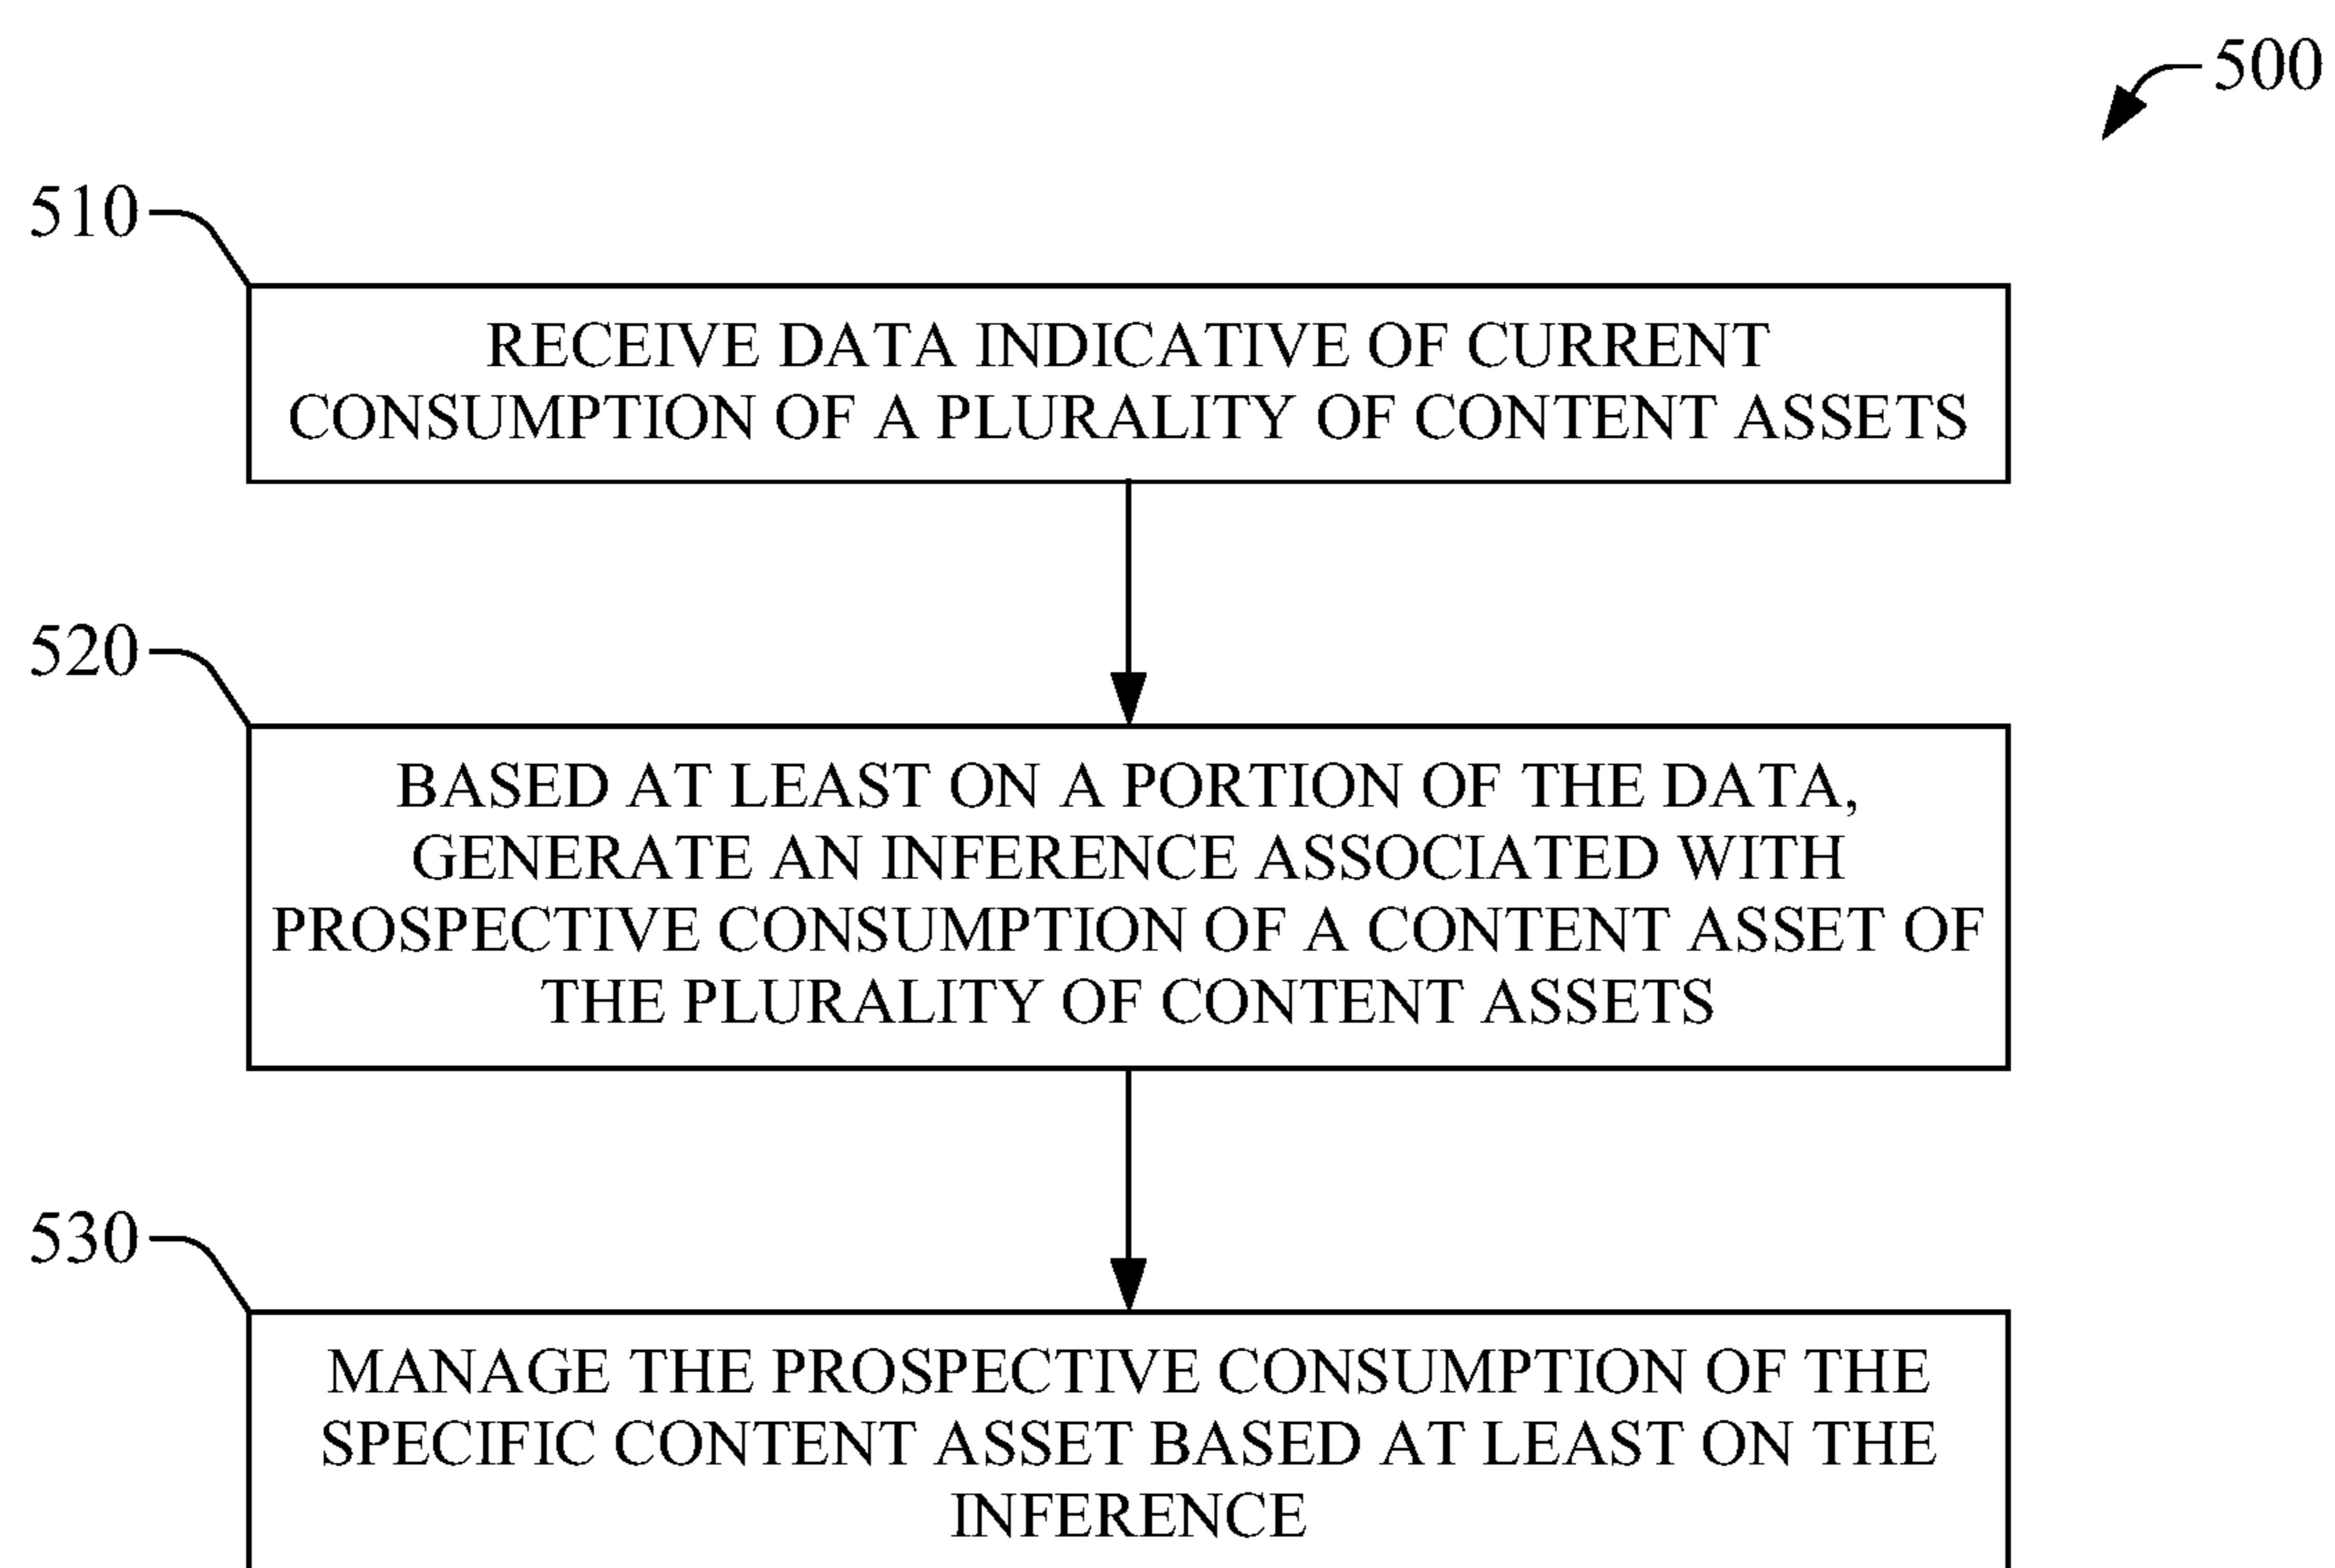 500
510
RECEIVE DATA INDICATIVE OF CURRENT
CONSUMPTION OF A PLURALITY OF CONTENT ASSETS
520
BASED AT LEAST ON A PORTION OF THE DATA,
GENERATE AN INFERENCE ASSOCIATED WITH
PROSPECTIVE CONSUMPTION OF A CONTENT ASSET OF
THE PLURALITY OF CONTENT ASSETS
530
MANAGE THE PROSPECTIVE CONSUMPTION OF THE
SPECIFIC CONTENT ASSET BASED AT LEAST ON THE
INFERENCE